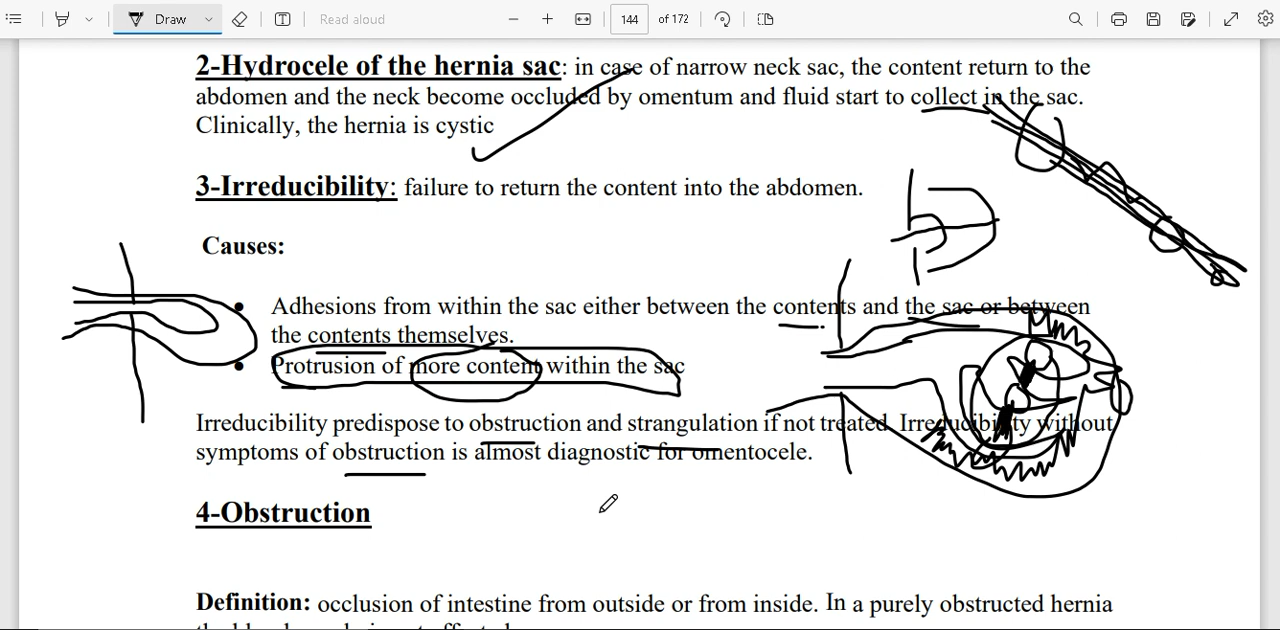 Draw
Read aloud
144 of 172
2-Hydrocele of the hernia sac: in case of narrow neck sac, the content return to the
abdomen and the neck become occluded by omentum and fluid start to collect in the sac.
Clinically, the hernia is cystic
3-Irreducibility: failure to return the content into the abdomen.
Causes:
• Adhesions from within the sac either between the contents and the sac or between
the contents themselves.
• Protrusion of more content within the sac
Irreducibility predispose to obstruction and strangulation if not treated. Irreducibility without
symptoms of obstruction is almost diagnostic for omentocele.
4-Obstruction
Definition: occlusion of intestine from outside or from inside. In a purely obstructed hernia